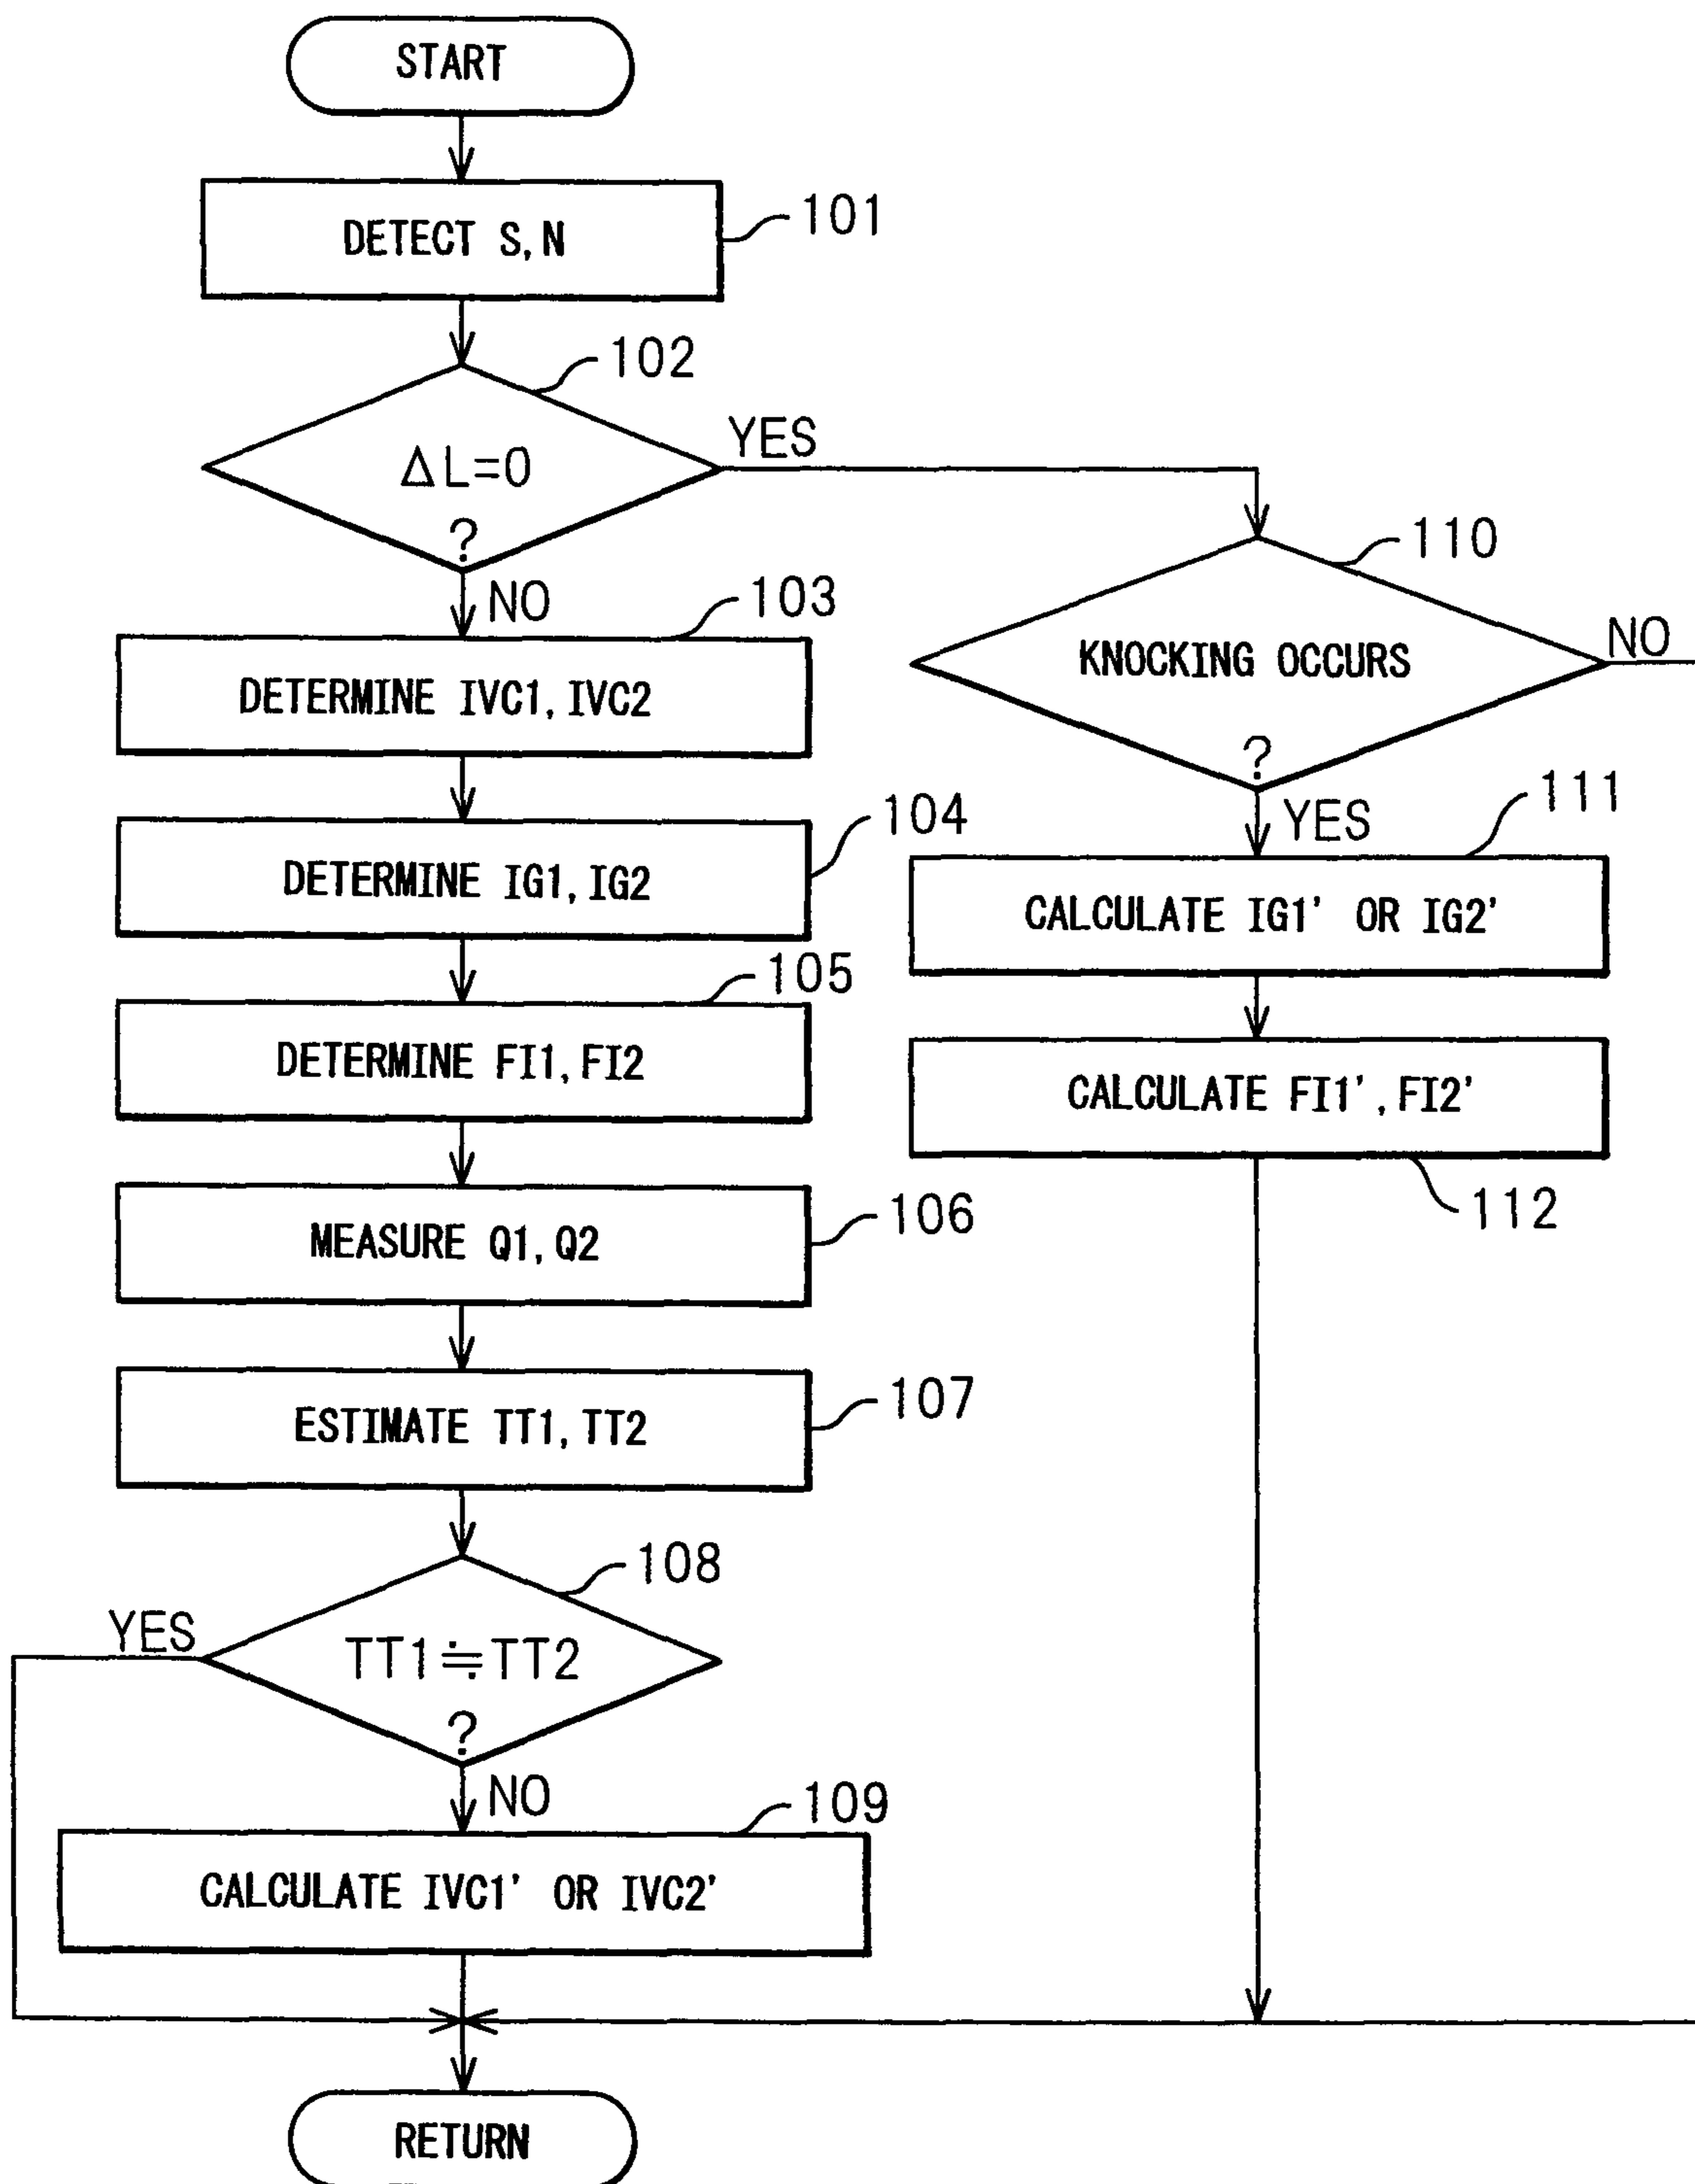 START
DETECT S,N
101
102
ΔL=0
?
YES
NO
103
DETERMINE IVC1,IVC2
DETERMINE IG1,IG2
104
105
DETERMINE FI1,FI2
MEASURE Q1,Q2
106
ESTIMATE TT1,TT2
107
108
YES
TT1≒TT2
?
NO
109
CALCULATE IVC1' OR IVC2'
110
KNOCKING OCCURS
?
NO
YES
111
CALCULATE IG1' OR IG2'
CALCULATE FI1',FI2'
112
RETURN